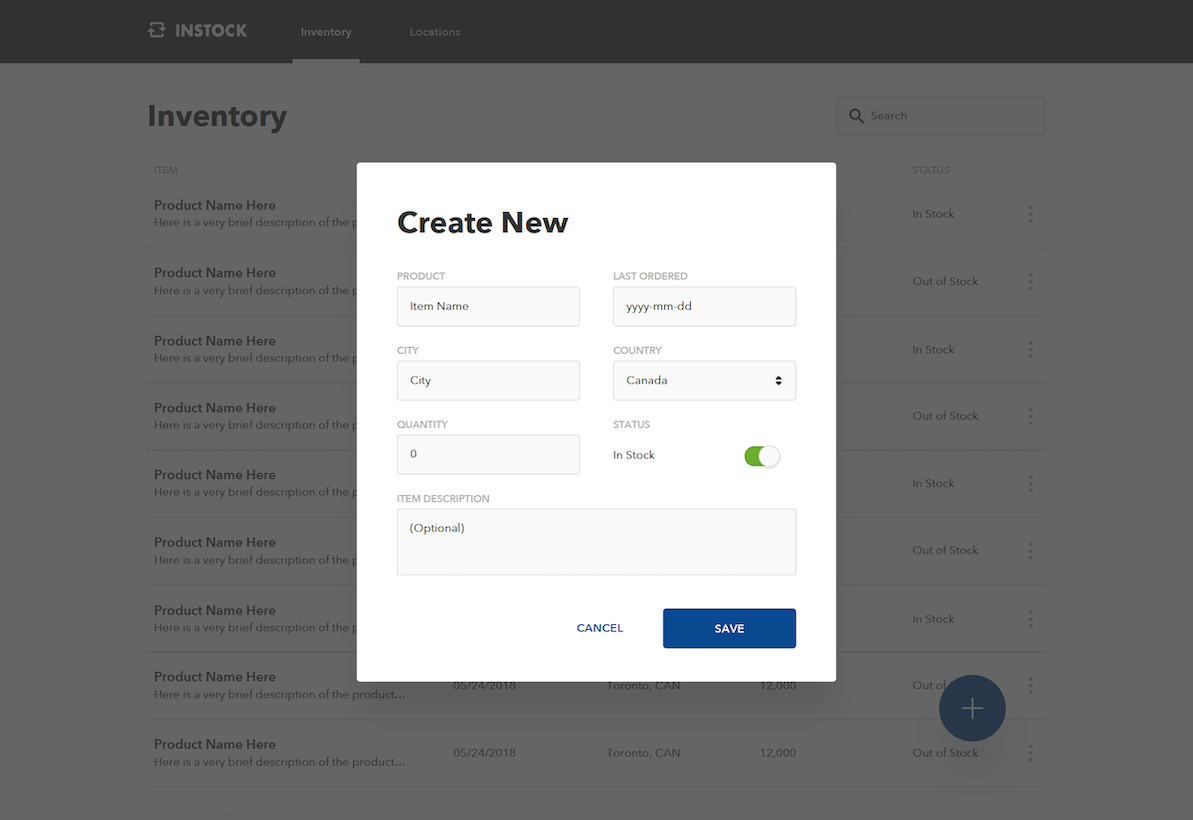 INSTOCK Inventory Locations
Inventory
Search
ITEM STATUS
Product Name Here
Here is a very brief description of the In Stock
Product Name Here
Here is a very brief description of the Out of Stock
Product Name Here
Here is a very brief description of the In Stock
Product Name Here
Here is a very brief description of the Out of Stock
Product Name Here
Here is a very brief description of the In Stock
Product Name Here
Here is a very brief description of the Out of Stock
Product Name Here
Here is a very brief description of the In Stock
Product Name Here
Here is a very brief description of the product... 05/24/2018 Toronto, CAN 12,000 Out of
Product Name Here
Here is a very brief description of the product... 05/24/2018 Toronto, CAN 12,000 Out of Stock
Create New
PRODUCT LAST ORDERED
Item Name yyyy-mm-dd
CITY COUNTRY
City Canada
QUANTITY STATUS
0 In Stock
ITEM DESCRIPTION
(Optional)
CANCEL SAVE